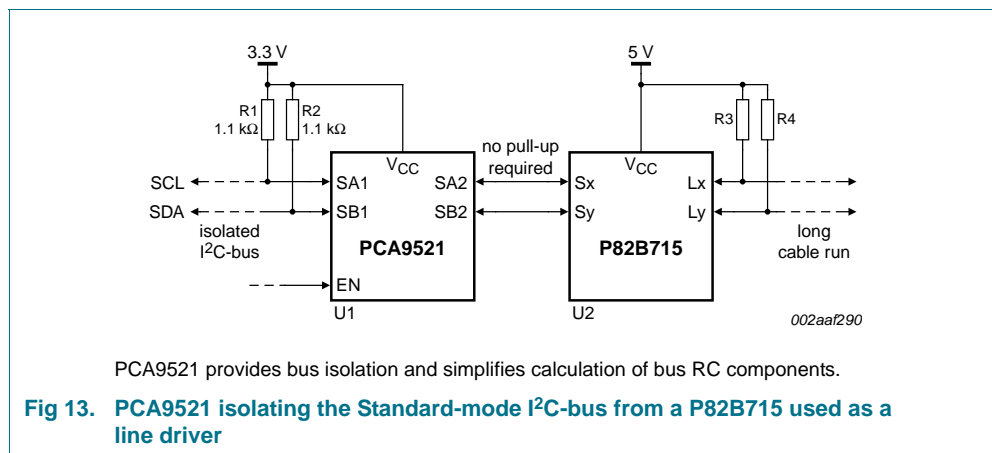 3.3 V
5 V
R1
1.1 kΩ
R2
1.1 kΩ
R3
R4
VCC
no pull-up
required
VCC
SCL
SA1
SA2
Sx
Lx
SDA
SB1
SB2
Sy
Ly
isolated
I2C-bus
PCA9521
P82B715
long
cable run
EN
U1
U2
002aaf290
PCA9521 provides bus isolation and simplifies calculation of bus RC components.
Fig 13. PCA9521 isolating the Standard-mode I2C-bus from a P82B715 used as a
line driver